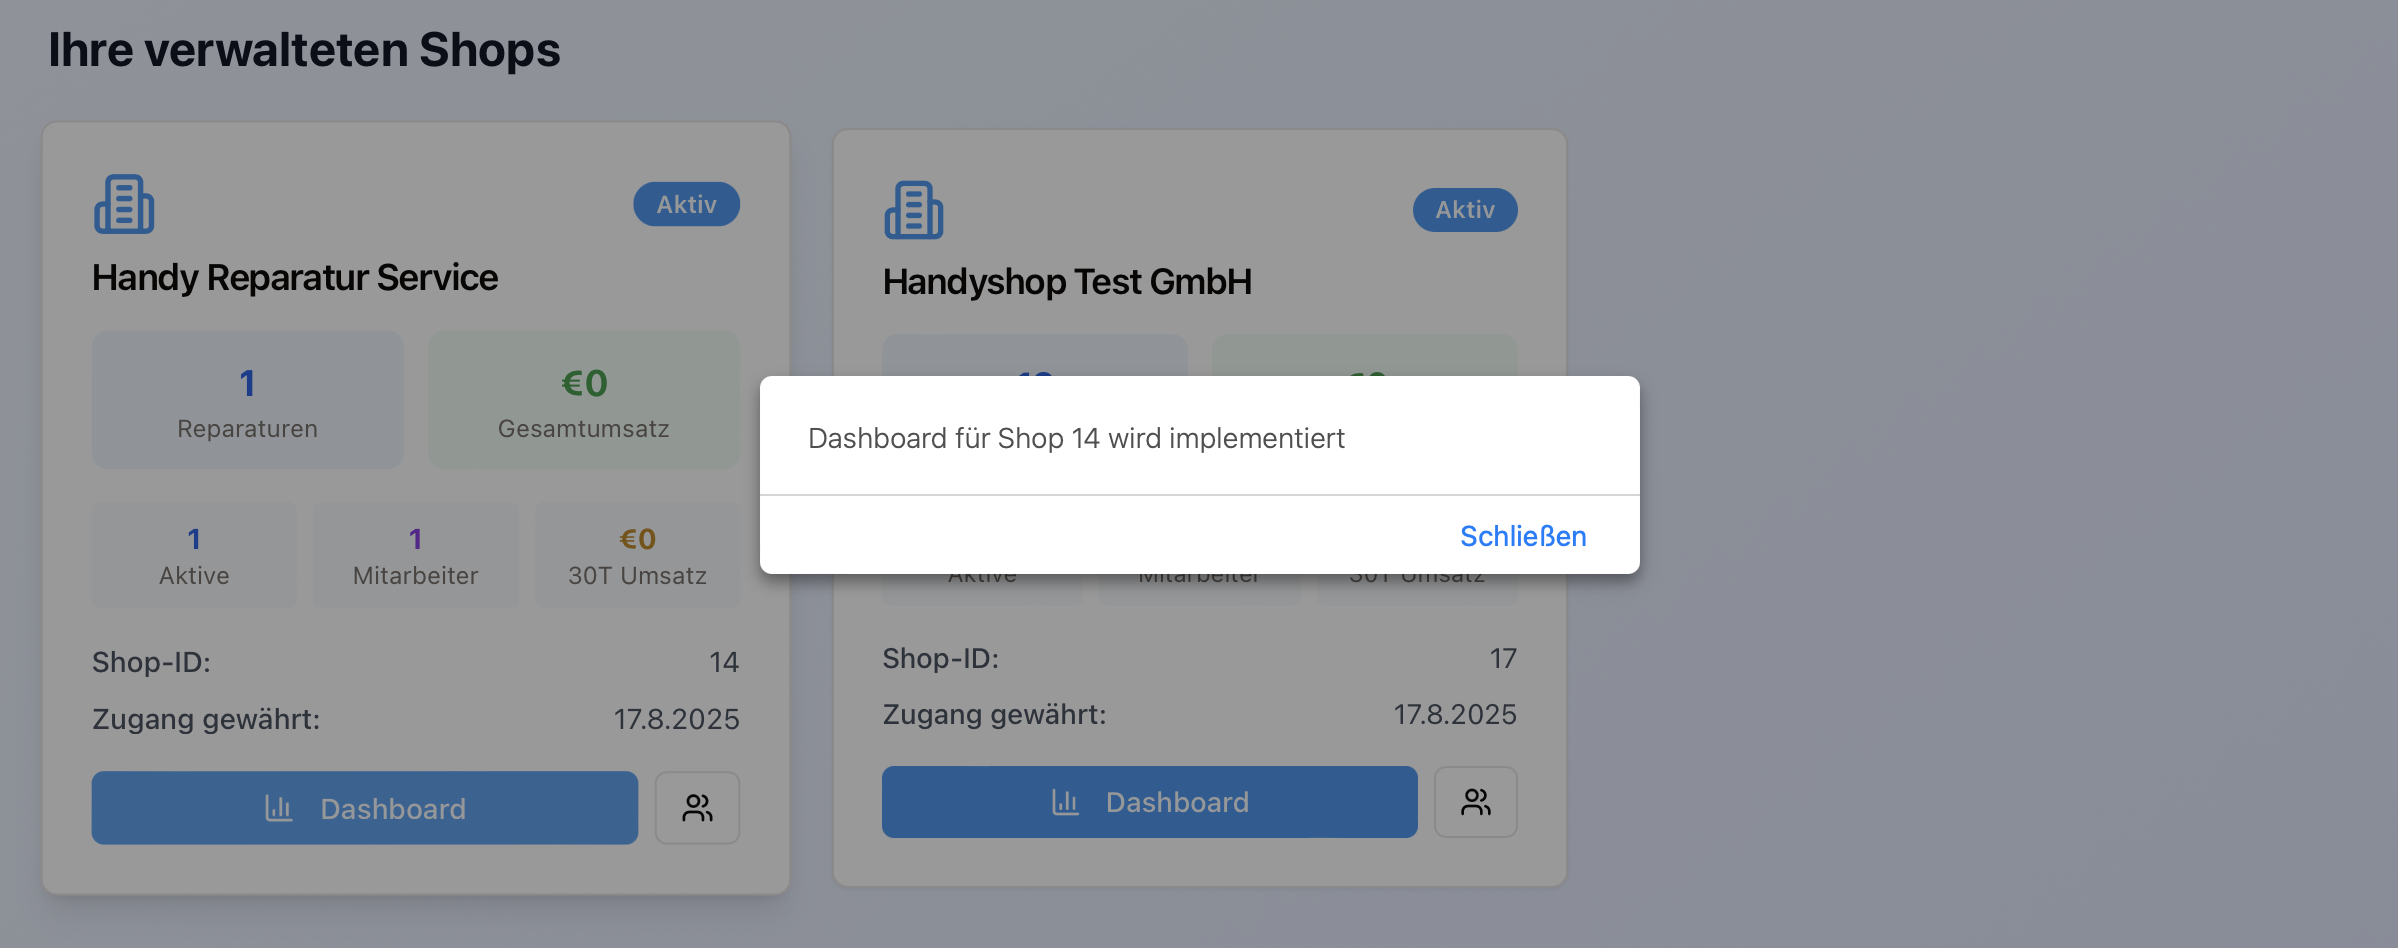 Ihre verwalteten Shops
Aktiv
Handy Reparatur Service
1
Reparaturen
€0
Gesamtumsatz
1
Aktive
1
Mitarbeiter
€0
30T Umsatz
Shop-ID:
14
Zugang gewährt:
17.8.2025
Dashboard
Aktiv
Handyshop Test GmbH
Aktive
Mitarbeiter
30T Umsatz
Shop-ID:
17
Zugang gewährt:
17.8.2025
Dashboard
Dashboard für Shop 14 wird implementiert
Schließen